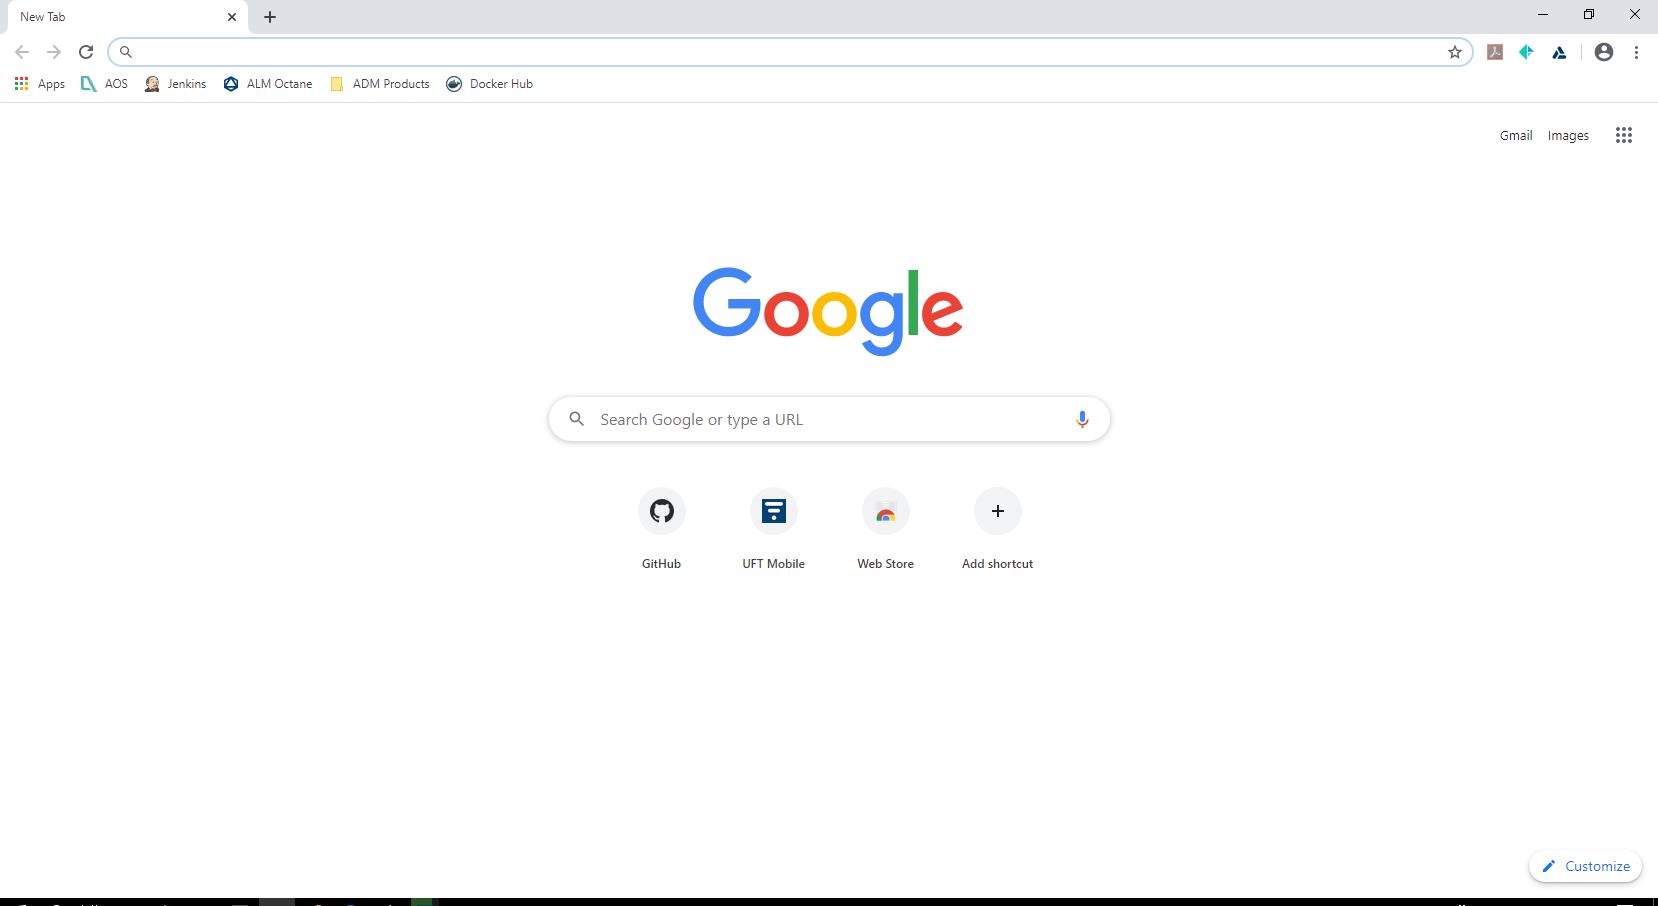 New Tab
Apps AOS Jenkins ALM Octane ADM Products Docker Hub
Gmail Images
Google
Search Google or type a URL
GitHub UFT Mobile Web Store Add shortcut
Customize